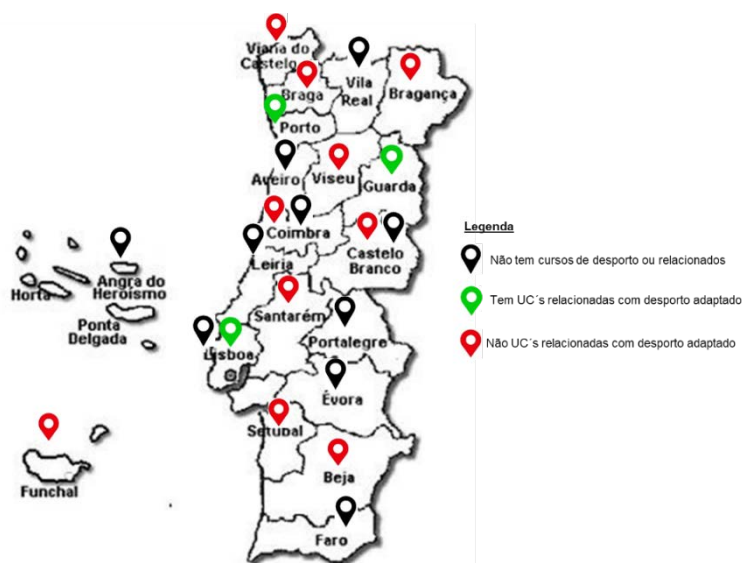 Viana do
Castelo
Braga
Vila
Real
Bragança
Porto
Aveiro
Viseu
Guarda
Coimbra
Castelo
Branco
Leiria
Santarém
Portalegre
Lisboa
Évora
Setubal
Beja
Faro
Horta
Angra do
Heroísmo
Ponta
Delgada
Funchal
Legenda
Não tem cursos de desporto ou relacionados
Tem UC´s relacionadas com desporto adaptado
Não UC´s relacionadas com desporto adaptado